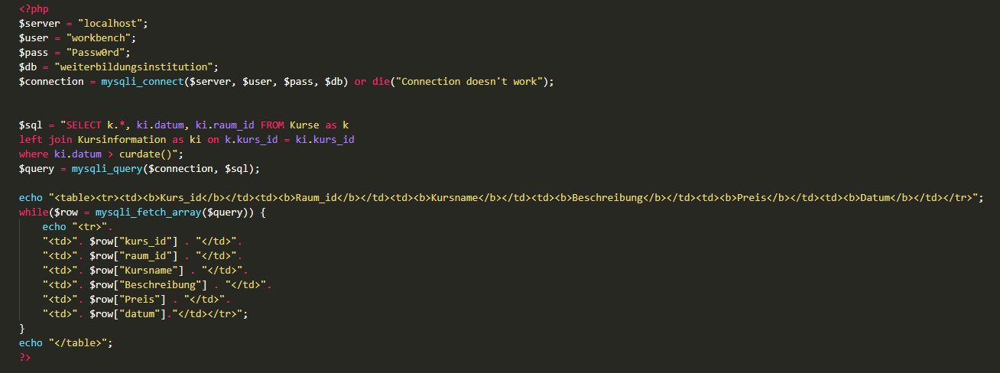 <?php
$server = "localhost";
$user = "workbench";
$pass = "Passw0rd";
$db = "weiterbildungsinstitution";
$connection = mysqli_connect($server, $user, $pass, $db) or die("Connection doesn't work");
$sql = "SELECT k.*, ki.datum, ki.raum_id FROM Kurse as k
left join Kursinformation as ki on k.kurs_id = ki.kurs_id
where ki.datum > curdate()";
$query = mysqli_query($connection, $sql);
echo "<table><tr><td><b>Kurs_id</b></td><td><b>Raum_id</b></td><td><b>Kursname</b></td><td><b>Beschreibung</b></td><td><b>Preis</b></td><td><b>Datum</b></td></tr>";
while($row = mysqli_fetch_array($query)) {
    echo "<tr>".
    "<td>". $row["kurs_id"] . "</td>".
    "<td>". $row["raum_id"] . "</td>".
    "<td>". $row["Kursname"] . "</td>".
    "<td>". $row["Beschreibung"] . "</td>".
    "<td>". $row["Preis"] . "</td>".
    "<td>". $row["datum"]."</td></tr>";
}
echo "</table>";
?>